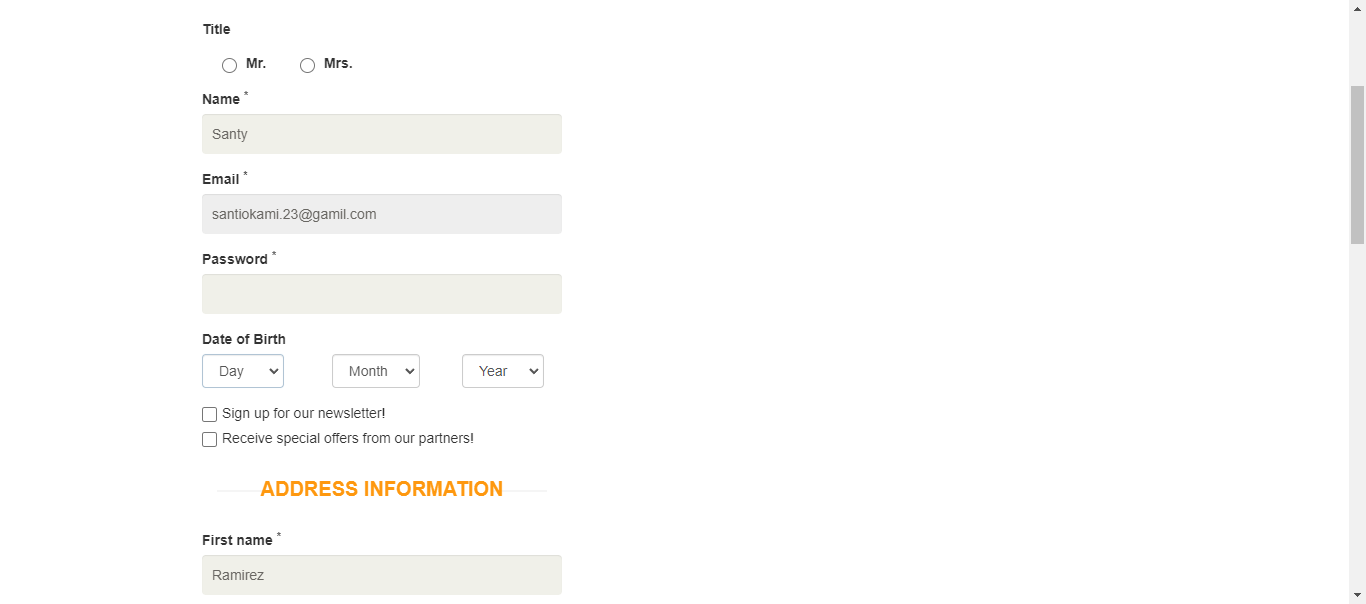 Title
Mr. Mrs.
Name *
Santy
Email *
santiokami.23@gamil.com
Password *
Date of Birth
Day Month Year
Sign up for our newsletter!
Receive special offers from our partners!
ADDRESS INFORMATION
First name *
Ramirez